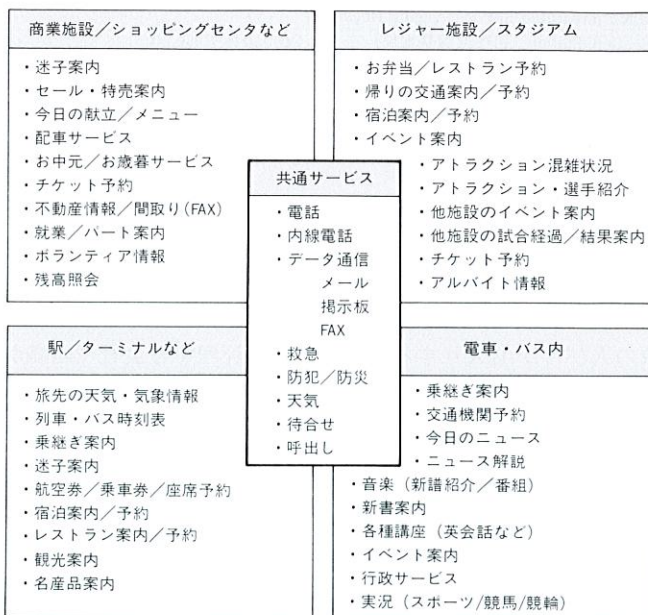 商業施設／ショッピングセンタなど
・迷子案内
・セール・特売案内
・今日の献立／メニュー
・配車サービス
・お中元／お歳暮サービス
・チケット予約
・不動産情報／間取り(FAX)
・就業／パート案内
・ボランティア情報
・残高照会
レジャー施設／スタジアム
・お弁当／レストラン予約
・帰りの交通案内／予約
・宿泊案内／予約
・イベント案内
・アトラクション混雑状況
・アトラクション・選手紹介
・他施設のイベント案内
・他施設の試合経過／結果案内
・チケット予約
・アルバイト情報
共通サービス
・電話
・内線電話
・データ通信
メール
掲示板
FAX
・救急
・防犯／防災
・天気
・待合せ
・呼出し
駅／ターミナルなど
・旅先の天気・気象情報
・列車・バス時刻表
・乗継ぎ案内
・迷子案内
・航空券／乗車券／座席予約
・宿泊案内／予約
・レストラン案内／予約
・観光案内
・名産品案内
電車・バス内
・乗継ぎ案内
・交通機関予約
・今日のニュース
・ニュース解説
・音楽（新譜紹介／番組）
・新書案内
・各種講座（英会話など）
・イベント案内
・行政サービス
・実況（スポーツ/競馬/競輪）